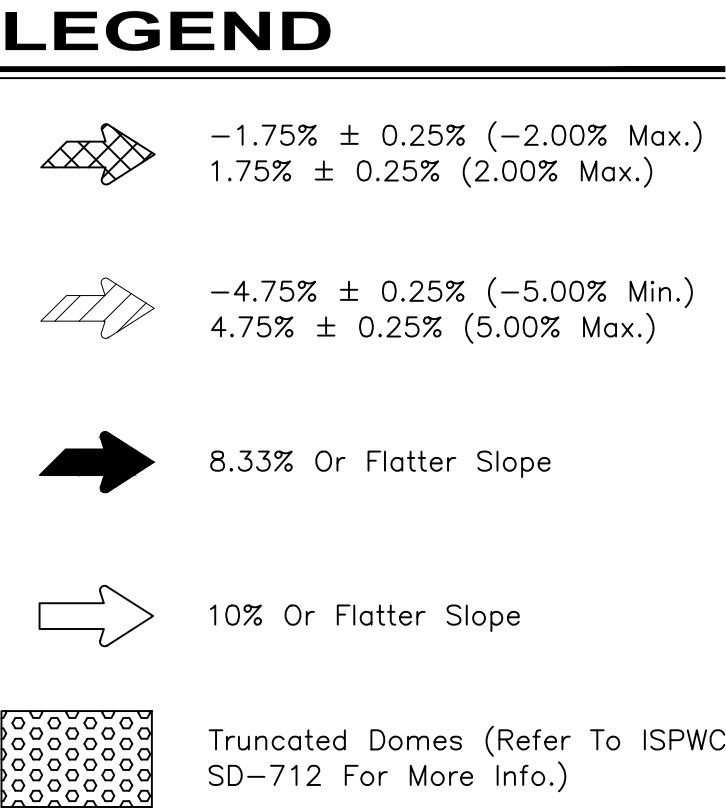 LEGEND
-1.75% ± 0.25% (-2.00% Max.)
1.75% ± 0.25% (2.00% Max.)
-4.75% ± 0.25% (-5.00% Min.)
4.75% ± 0.25% (5.00% Max.)
8.33% Or Flatter Slope
10% Or Flatter Slope
Truncated Domes (Refer To ISPWC
SD-712 For More Info.)